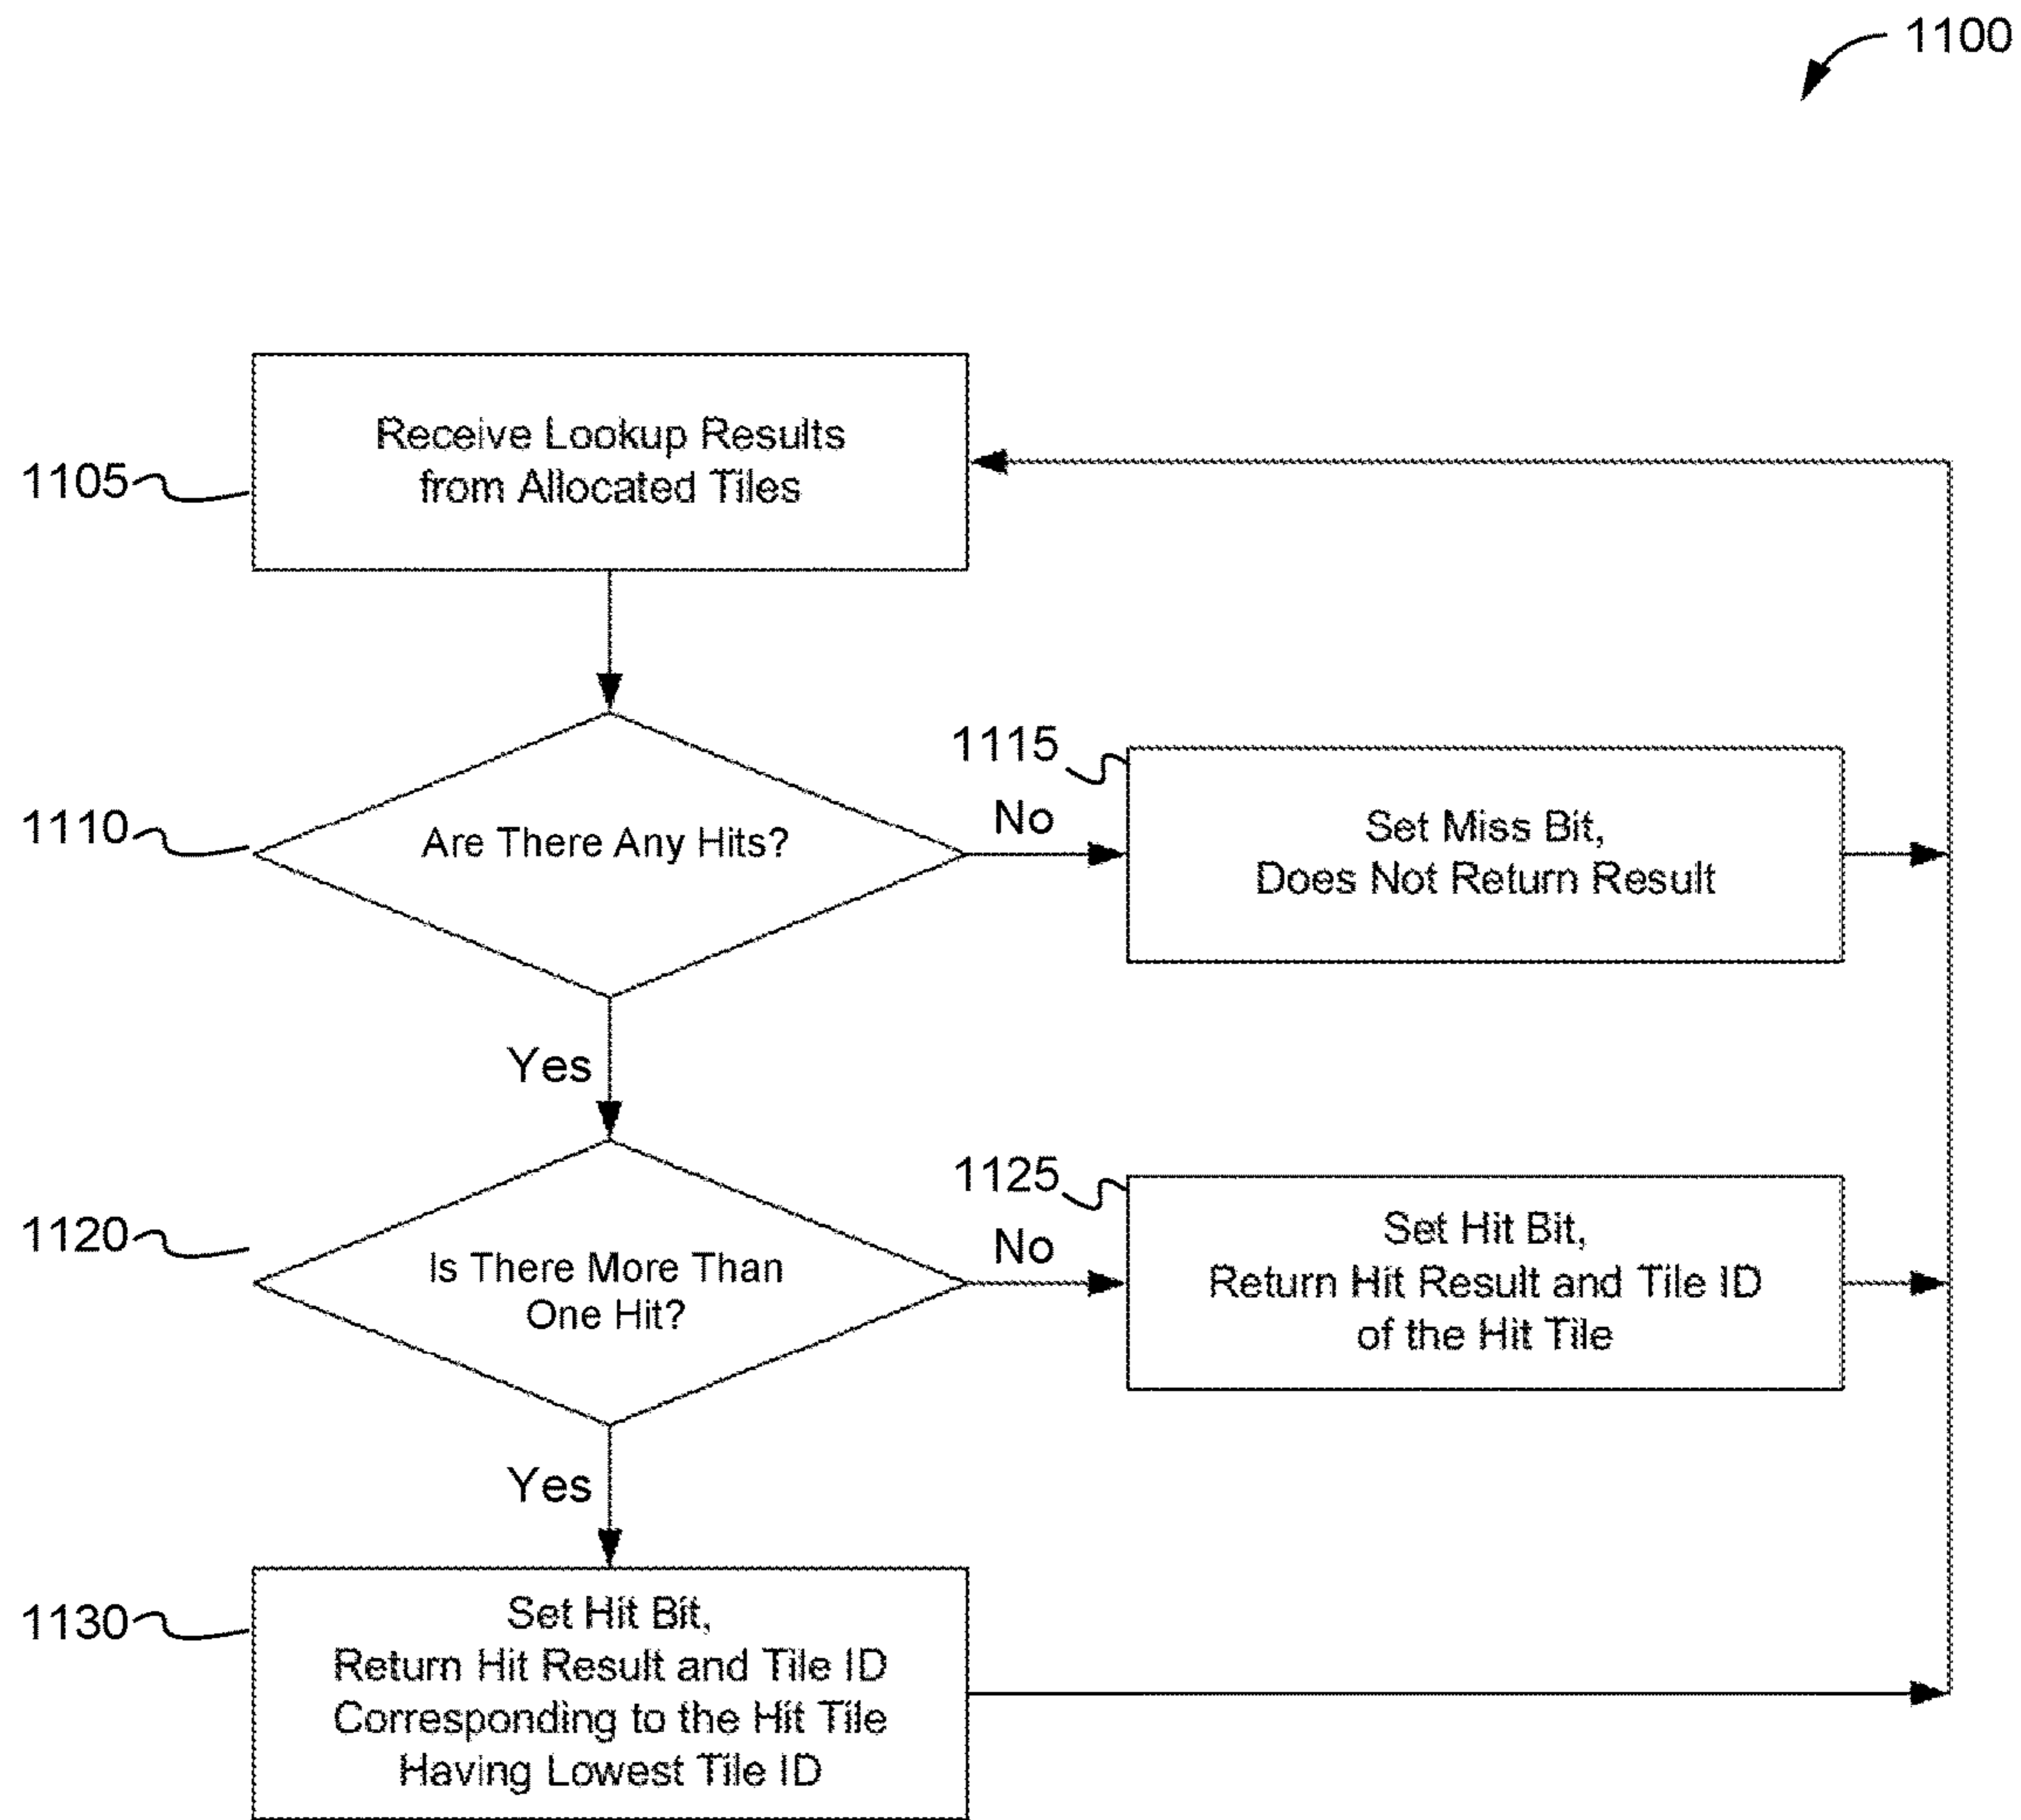 1100
Receive Lookup Results
from Allocated Tiles
1105
1110
Are There Any Hits?
No
1115
Set Miss Bit,
Does Not Return Result
Yes
1120
Is There More Than
One Hit?
No
1125
Set Hit Bit,
Return Hit Result and Tile ID
of the Hit Tile
Yes
1130
Set Hit Bit,
Return Hit Result and Tile ID
Corresponding to the Hit Tile
Having Lowest Tile ID